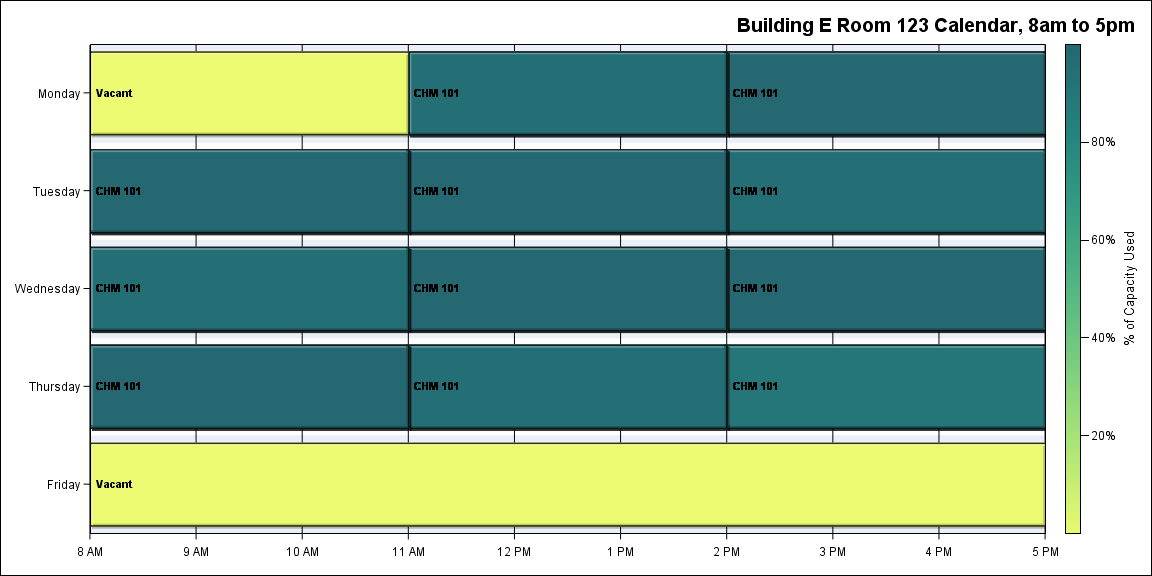 Building E Room 123 Calendar, 8am to 5pm
Monday
Vacant
CHM 101
CHM 101
Tuesday
CHM 101
CHM 101
CHM 101
Wednesday
CHM 101
CHM 101
CHM 101
Thursday
CHM 101
CHM 101
CHM 101
Friday
Vacant
8 AM
9 AM
10 AM
11 AM
12 PM
1 PM
2 PM
3 PM
4 PM
5 PM
80%
60%
40%
20%
% of Capacity Used